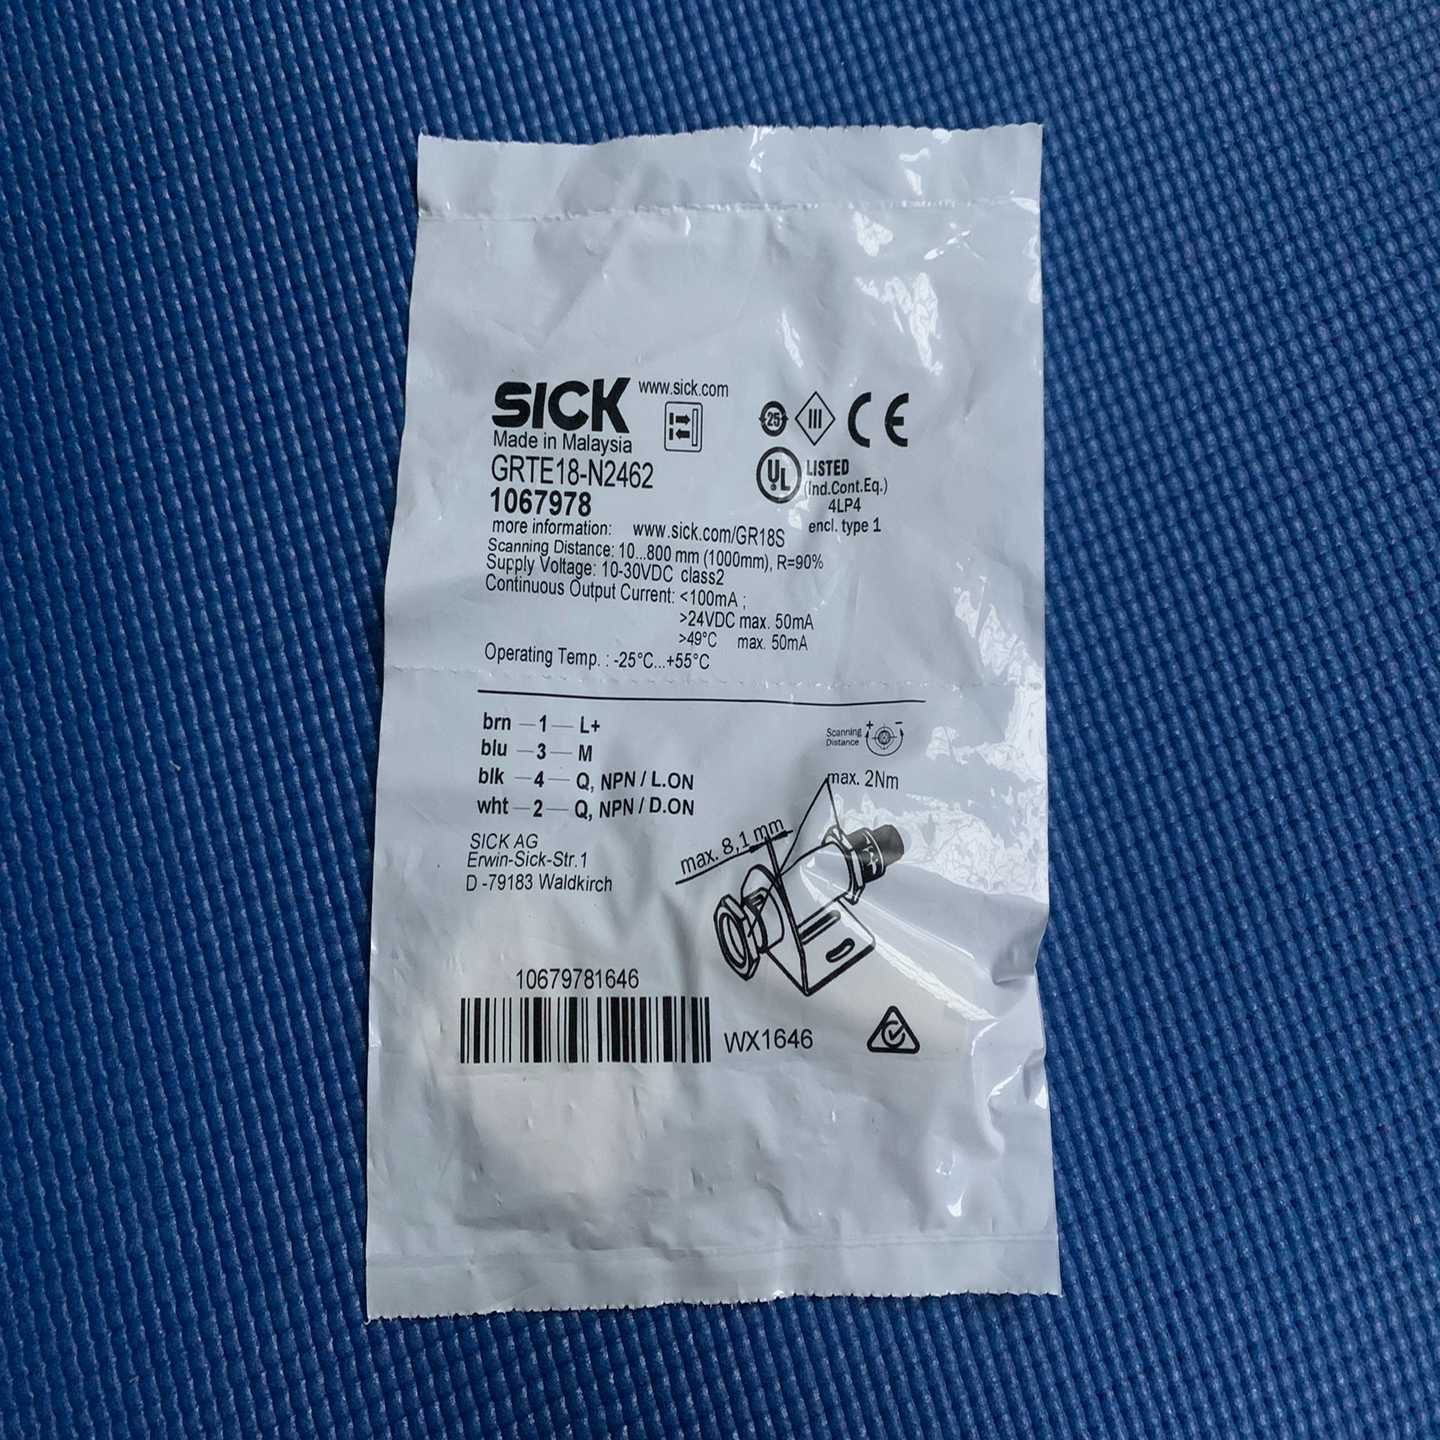 SICK www.sick.com
Made in Malaysia
GRTE18-N2462
1067978
25
III
CE
UL LISTED
(Ind.Cont.Eq.)
4LP4
encl. type 1
more information: www.sick.com/GR18S
Scanning Distance: 10...800 mm (1000mm), R=90%
Supply Voltage: 10-30VDC class2
Continuous Output Current: <100mA ;
>24VDC max. 50mA
>49°C max. 50mA
Operating Temp. : -25°C...+55°C
brn — 1 — L+
blu — 3 — M
blk — 4 — Q, NPN / L.ON
wht — 2 — Q, NPN / D.ON
Scanning
Distance
+ -
max. 2Nm
max. 8,1 mm
SICK AG
Erwin-Sick-Str.1
D -79183 Waldkirch
10679781646
WX1646